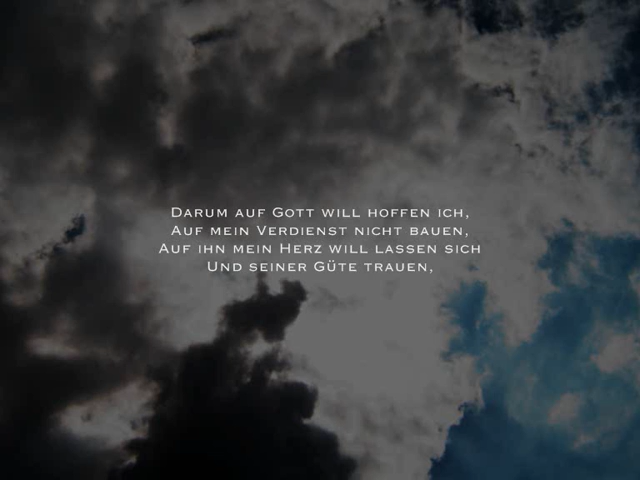 Darum auf Gott will hoffen ich,
Auf mein Verdienst nicht bauen,
Auf ihn mein Herz will lassen sich
Und seiner Güte trauen,